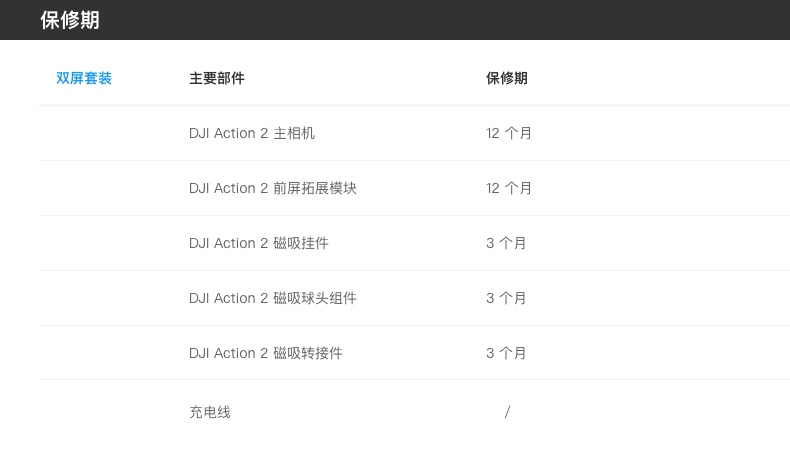 保修期
双屏套装 主要部件 保修期
DJI Action 2 主相机 12 个月
DJI Action 2 前屏拓展模块 12 个月
DJI Action 2 磁吸挂件 3 个月
DJI Action 2 磁吸球头组件 3 个月
DJI Action 2 磁吸转接件 3 个月
充电线 /